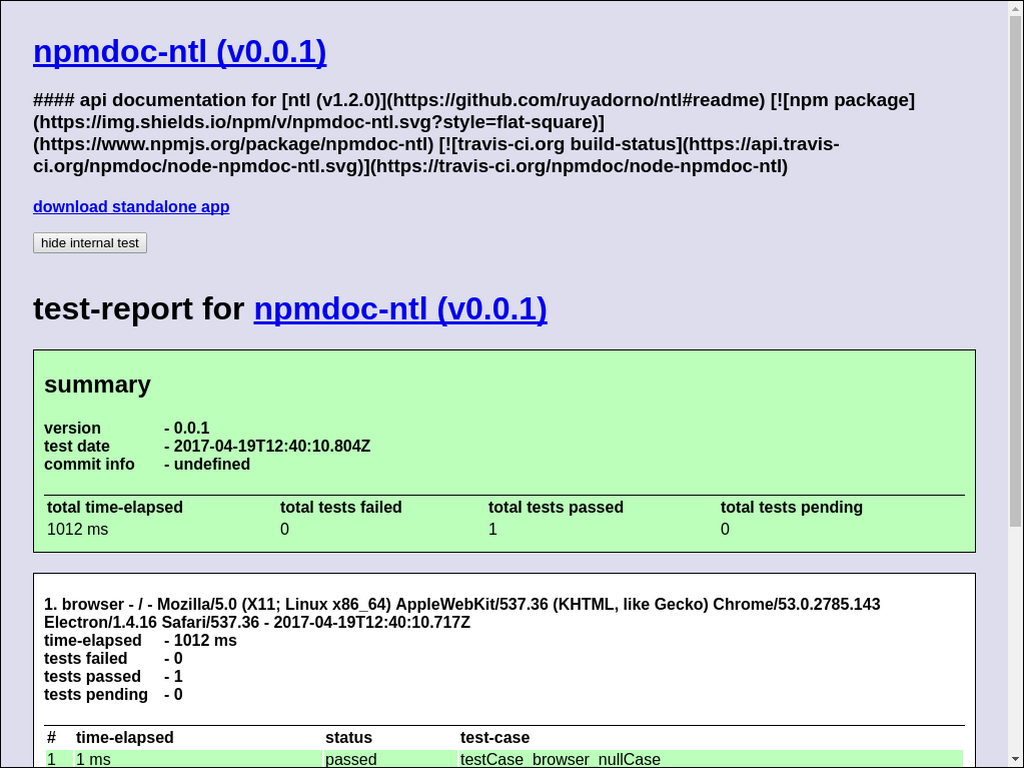 npmdoc-ntl (v0.0.1)
#### api documentation for [ntl (v1.2.0)](https://github.com/ruyadorno/ntl#readme) [![npm package]
(https://img.shields.io/npm/v/npmdoc-ntl.svg?style=flat-square)]
(https://www.npmjs.org/package/npmdoc-ntl) [![travis-ci.org build-status](https://api.travis-
ci.org/npmdoc/node-npmdoc-ntl.svg)](https://travis-ci.org/npmdoc/node-npmdoc-ntl)
download standalone app
hide internal test
test-report for npmdoc-ntl (v0.0.1)
summary
version - 0.0.1
test date - 2017-04-19T12:40:10.804Z
commit info - undefined
total time-elapsed total tests failed total tests passed total tests pending
1012 ms 0 1 0
1. browser - / - Mozilla/5.0 (X11; Linux x86_64) AppleWebKit/537.36 (KHTML, like Gecko) Chrome/53.0.2785.143
Electron/1.4.16 Safari/537.36 - 2017-04-19T12:40:10.717Z
time-elapsed - 1012 ms
tests failed - 0
tests passed - 1
tests pending - 0
# time-elapsed status test-case
1 1 ms passed testCase_browser_nullCase